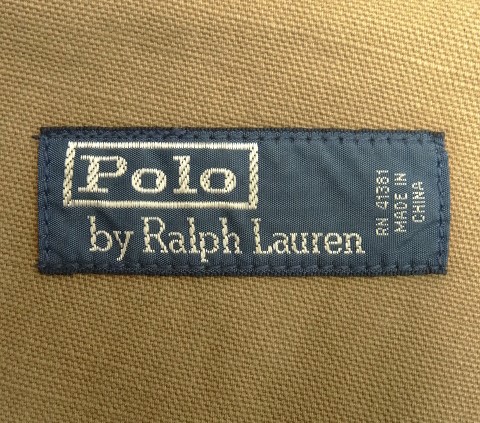 Polo
by Ralph Lauren
RN 41381
MADE IN
CHINA